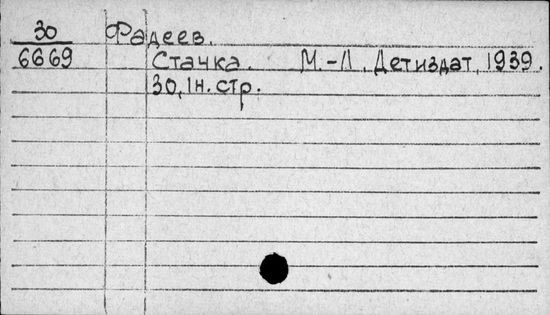 30 Фадеев.
6669 Стачка. М.-Л. Детиздат, 1939.
30, 1н. стр.